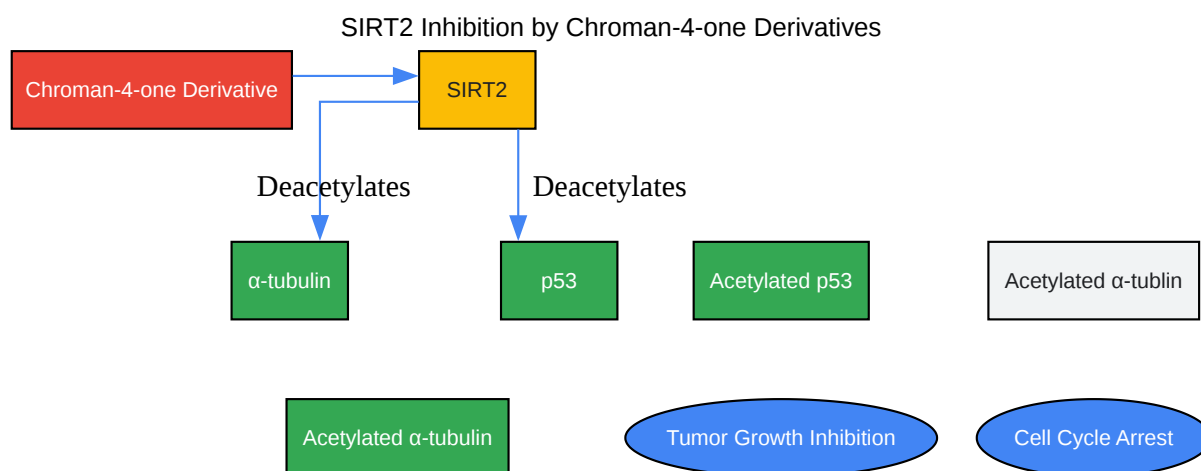 SIRT2 Inhibition by Chroman-4-one Derivatives
Chroman-4-one Derivative
SIRT2
Deacetylates
Deacetylates
α-tubulin
p53
Acetylated p53
Acetylated α-tublin
Acetylated α-tubulin
Tumor Growth Inhibition
Cell Cycle Arrest